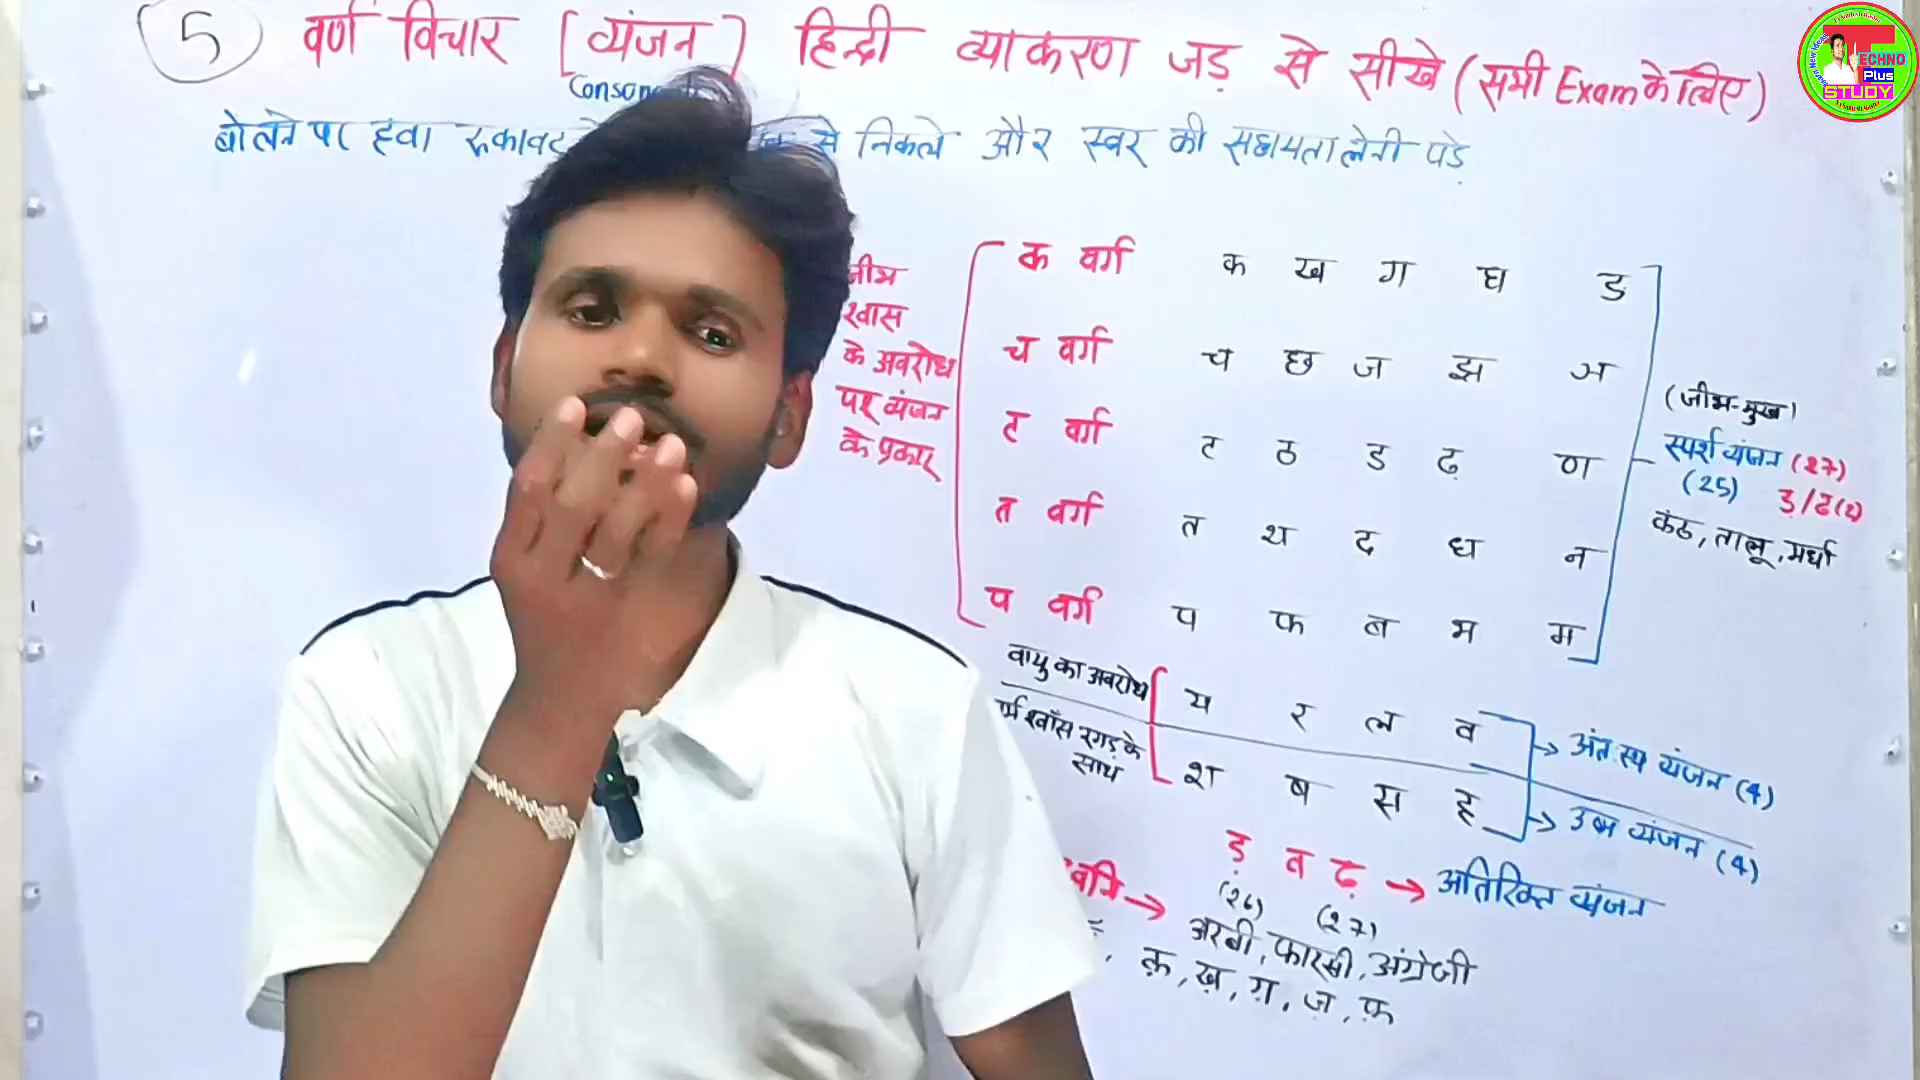 5 वर्ण विचार [व्यंजन] हिन्दी व्याकरण जड़ से सीखे (सभी Exam के लिए)
बोलने पर हवा रुकावट से निकले और स्वर की सहायता लेनी पड़े
जीभ
श्वास
के अवरोध
पर व्यंजन
के प्रकार
क वर्ग क ख ग घ ङ
च वर्ग च छ ज झ ञ
ट वर्ग ट ठ ड ढ ण
त वर्ग त थ द ध न
प वर्ग प फ ब भ म
(जीभ-मुख)
स्पर्श व्यंजन (27)
(25) ड़/ढ़(2)
कंठ, तालू, मर्धा
वायु का अवरोध य र ल व → अंतःस्थ व्यंजन (4)
श्वाँस रगड़ के
साथ
श ष स ह → उष्म व्यंजन (4)
ड़ व ढ़ → अतिरिक्त व्यंजन
(26) (27)
→ अरबी, फारसी, अंग्रेजी
क़, ख़, ग़, ज़, फ़
TECHNO
Plus
STUDY